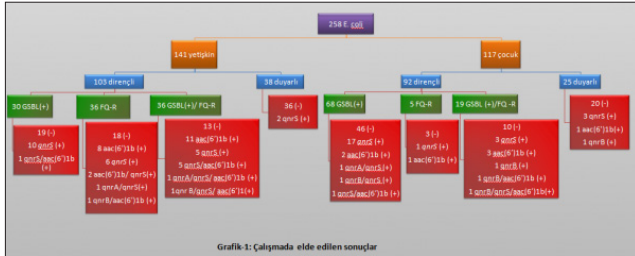 258 E. coli
141 yetişkin
117 çocuk
103 dirençli
38 duyarlı
92 dirençli
25 duyarlı
30 GSBL(+)
36 FQ-R
36 GSBL(+)/ FQ-R
68 GSBL(+)
5 FQ-R
19 GSBL (+)/FQ -R
36 (-)
2 qnrS (+)
20 (-)
3 qnrS (+)
1 aac(6')1b (+)
1 qnrB (+)
19 (-)
10 qnrS (+)
1 qnrS/aac(6')1b
(+)
18 (-)
8 aac(6')1b (+)
6 qnrS (+)
2 aac(6')1b/ qnrS(+)
1 qnrA/qnrS(+)
1 qnrB/aac(6')1b (+)
13 (-)
11 aac(6')1b (+)
5 qnrS (+)
5 qnrS/aac(6')1b (+)
1 qnrA/qnrS/ aac(6')1b (+)
1qnr B/qnrS/ aac(6')1(+)
46 (-)
17 qnrS (+)
2 aac(6')1b (+)
1 qnrA/qnrS(+)
1 qnrB/qnrS (+)
1 qnrS/aac(6')1b (+)
3 (-)
1 qnrS (+)
1 aac(6')1b (+)
10 (-)
3 qnrS (+)
3 aac(6')1b (+)
1 qnrB (+)
1 qnrB/aac(6')1b (+)
1 qnrB/qnrS/aac(6')1b(+)
Grafik-1: Çalışmada elde edilen sonuçlar